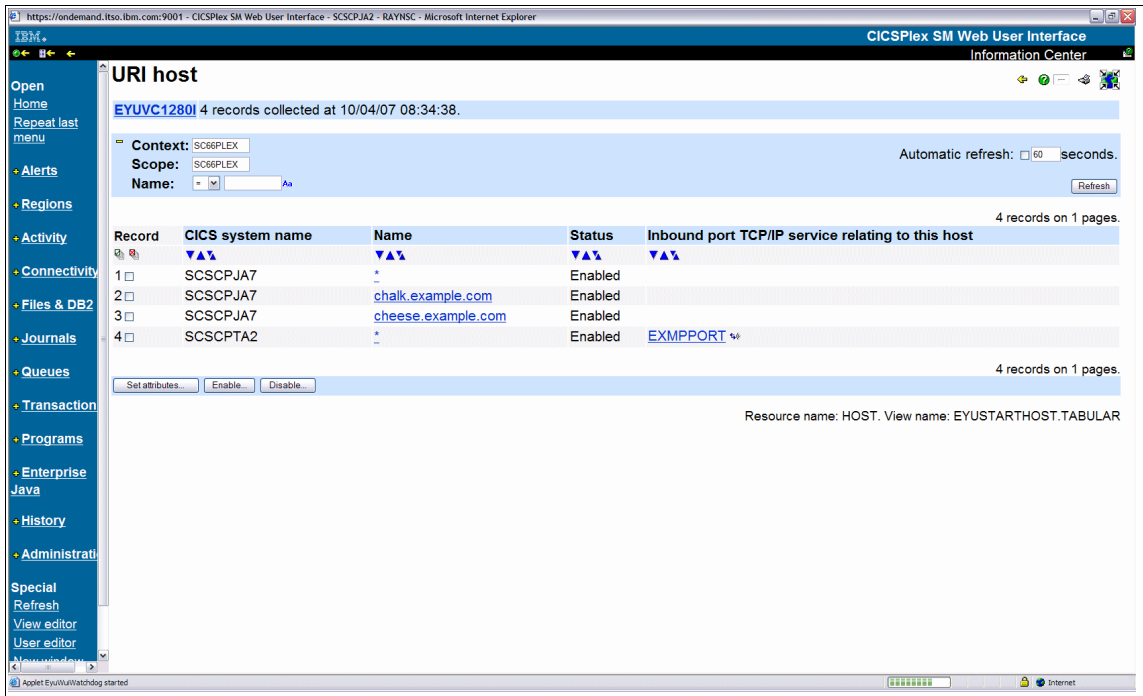 https://ondemand.itso.ibm.com:9001 - CICSPlex SM Web User Interface - SCSCPJA2 - RAYNSC - Microsoft Internet Explorer
IBM.
CICSPlex SM Web User Interface
Information Center
Open
Home
Repeat last
menu
Alerts
Regions
Activity
Connectivity
Files & DB2
Journals
Queues
Transaction
Programs
Enterprise
Java
History
Administrati
Special
Refresh
View editor
User editor
New window
URI host
EYUVC1280I 4 records collected at 10/04/07 08:34:38.
Context: SC66PLEX
Scope: SC66PLEX
Name: = Aa
Automatic refresh: 60 seconds.
Refresh
4 records on 1 pages.
Record CICS system name Name Status Inbound port TCP/IP service relating to this host
1 SCSCPJA7 * Enabled
2 SCSCPJA7 chalk.example.com Enabled
3 SCSCPJA7 cheese.example.com Enabled
4 SCSCPTA2 * Enabled EXMPPORT
4 records on 1 pages.
Set attributes... Enable... Disable...
Resource name: HOST. View name: EYUSTARTHOST.TABULAR
Applet EyuWuiWatchdog started
Internet